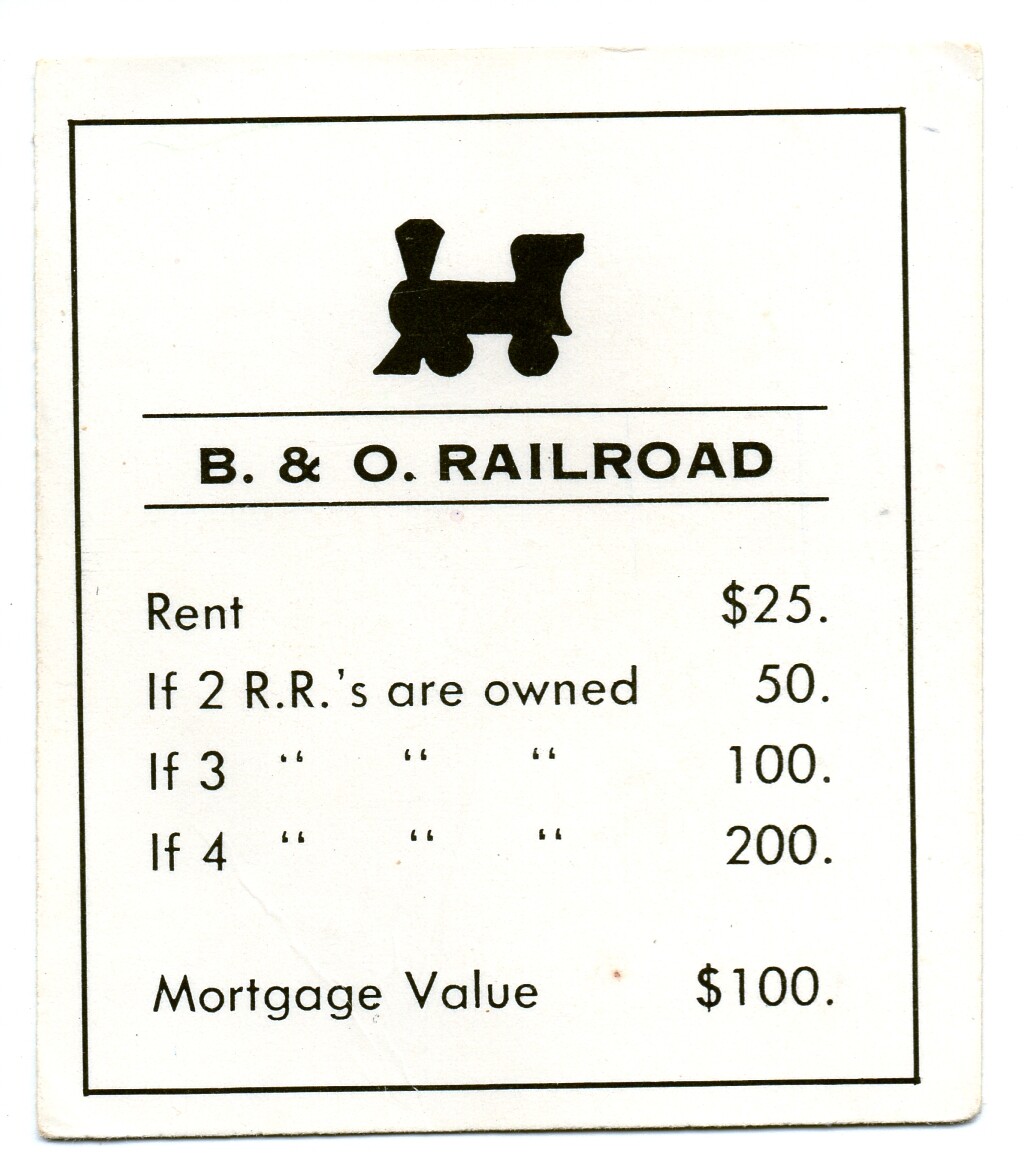 B. & O. RAILROAD
Rent $25.
If 2 R.R.'s are owned 50.
If 3 “ “ “ 100.
If 4 “ “ “ 200.
Mortgage Value $100.